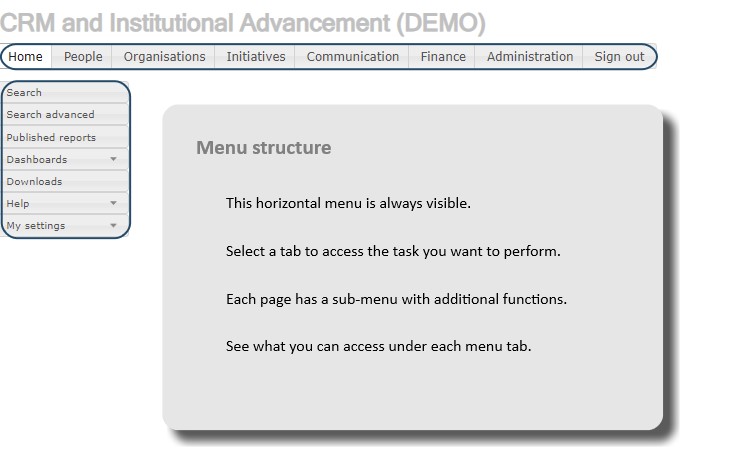 CRM and Institutional Advancement (DEMO)
Home People Organisations Initiatives Communication Finance Administration Sign out
Search
Search advanced
Published reports
Dashboards
Downloads
Help
My settings
Menu structure
This horizontal menu is always visible.
Select a tab to access the task you want to perform.
Each page has a sub-menu with additional functions.
See what you can access under each menu tab.